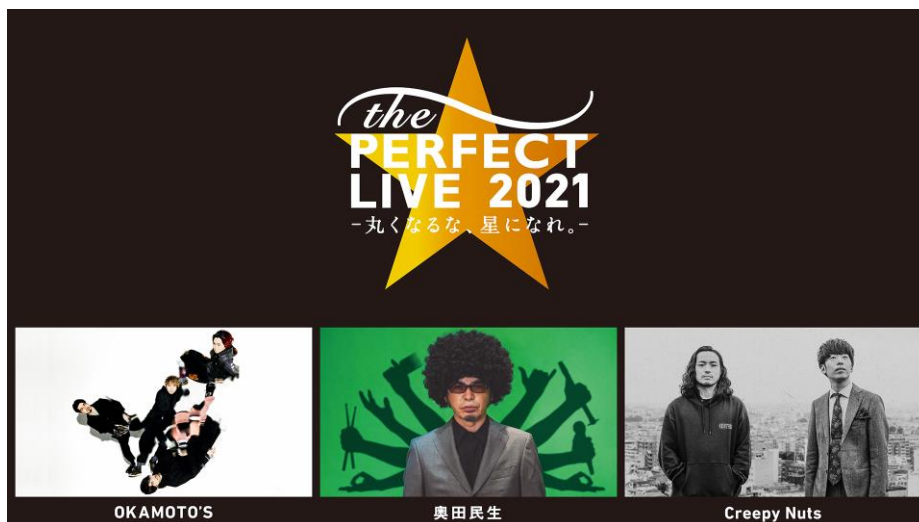 the
PERFECT
LIVE 2021
-丸くなるな、星になれ。-
OKAMOTO'S
奥田民生
Creepy Nuts